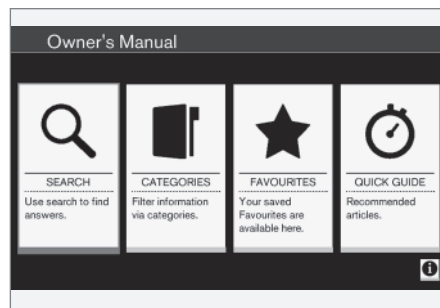 Owner's Manual
SEARCH
Use search to find
answers.
CATEGORIES
Filter information
via categories.
FAVOURITES
Your saved
Favourites are
available here.
QUICK GUIDE
Recommended
articles.
i